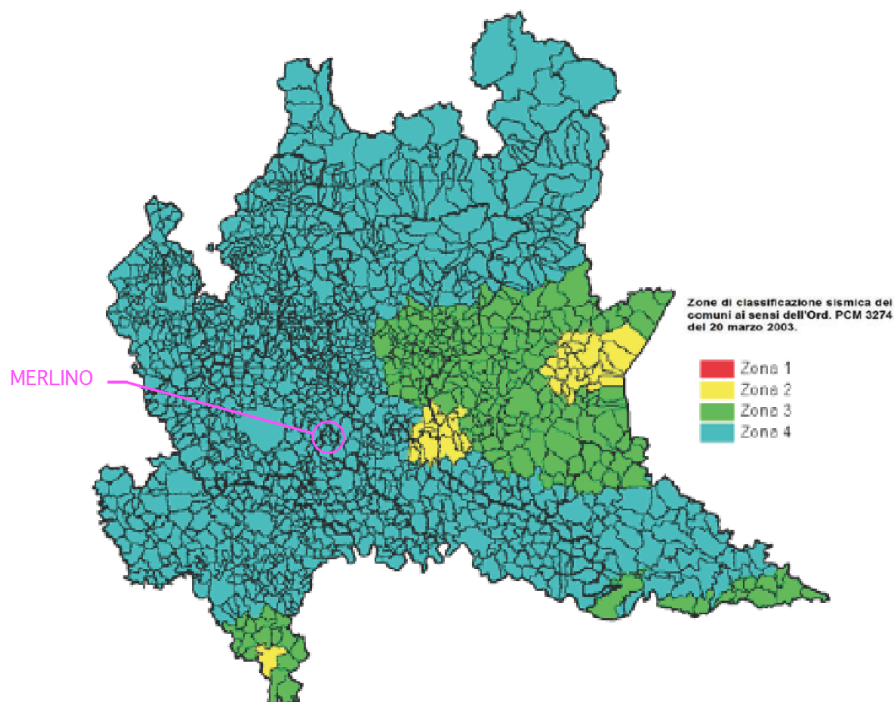 Zone di classificazione sismica dei
comuni ai sensi dell'Ord. PCM 3274
del 20 marzo 2003.
MERLINO
Zona 1
Zona 2
Zona 3
Zona 4